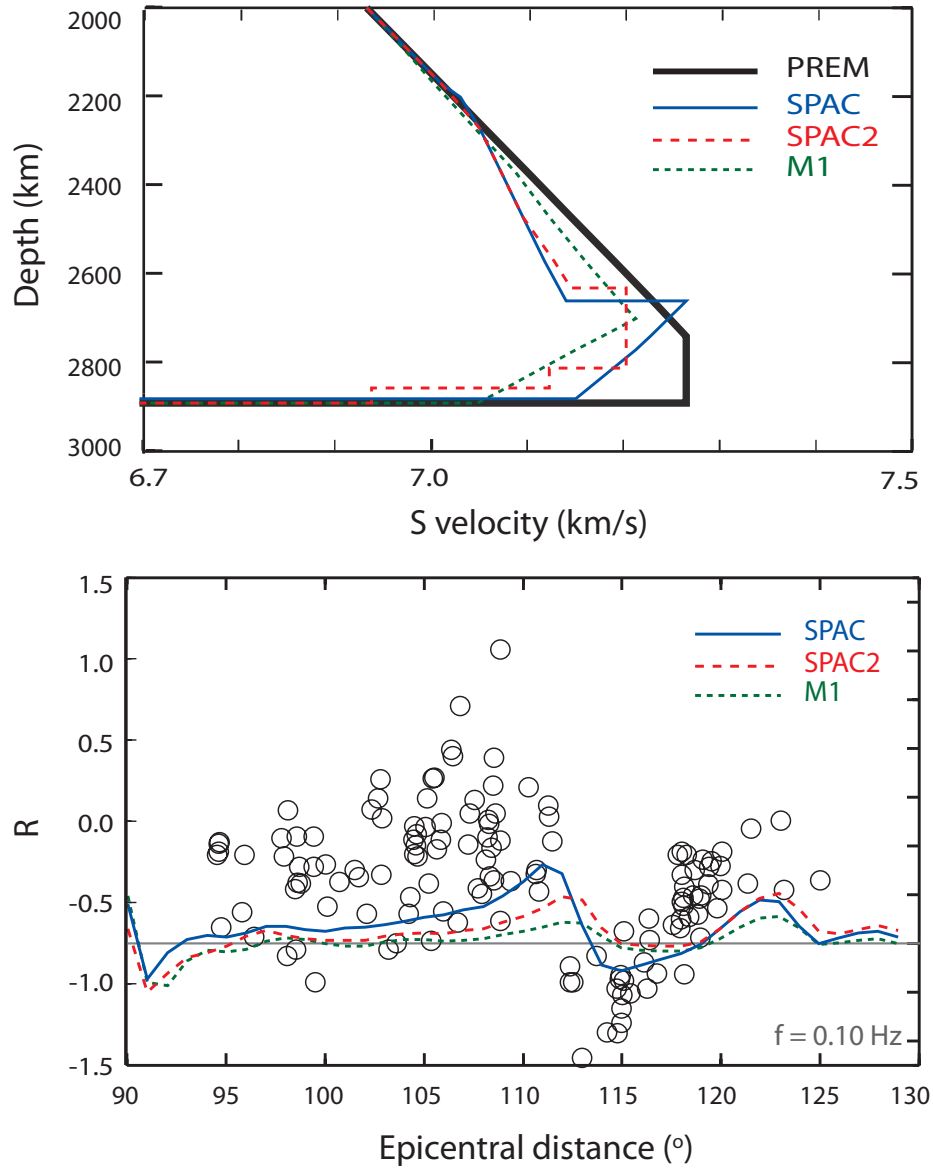 2000
2200
2400
2600
2800
3000
Depth (km)
PREM
SPAC
SPAC2
M1
6.7
7.0
7.5
S velocity (km/s)
1.5
1.0
0.5
0.0
-0.5
-1.0
-1.5
R
SPAC
SPAC2
M1
f = 0.10 Hz
90
95
100
105
110
115
120
125
130
Epicentral distance (o)